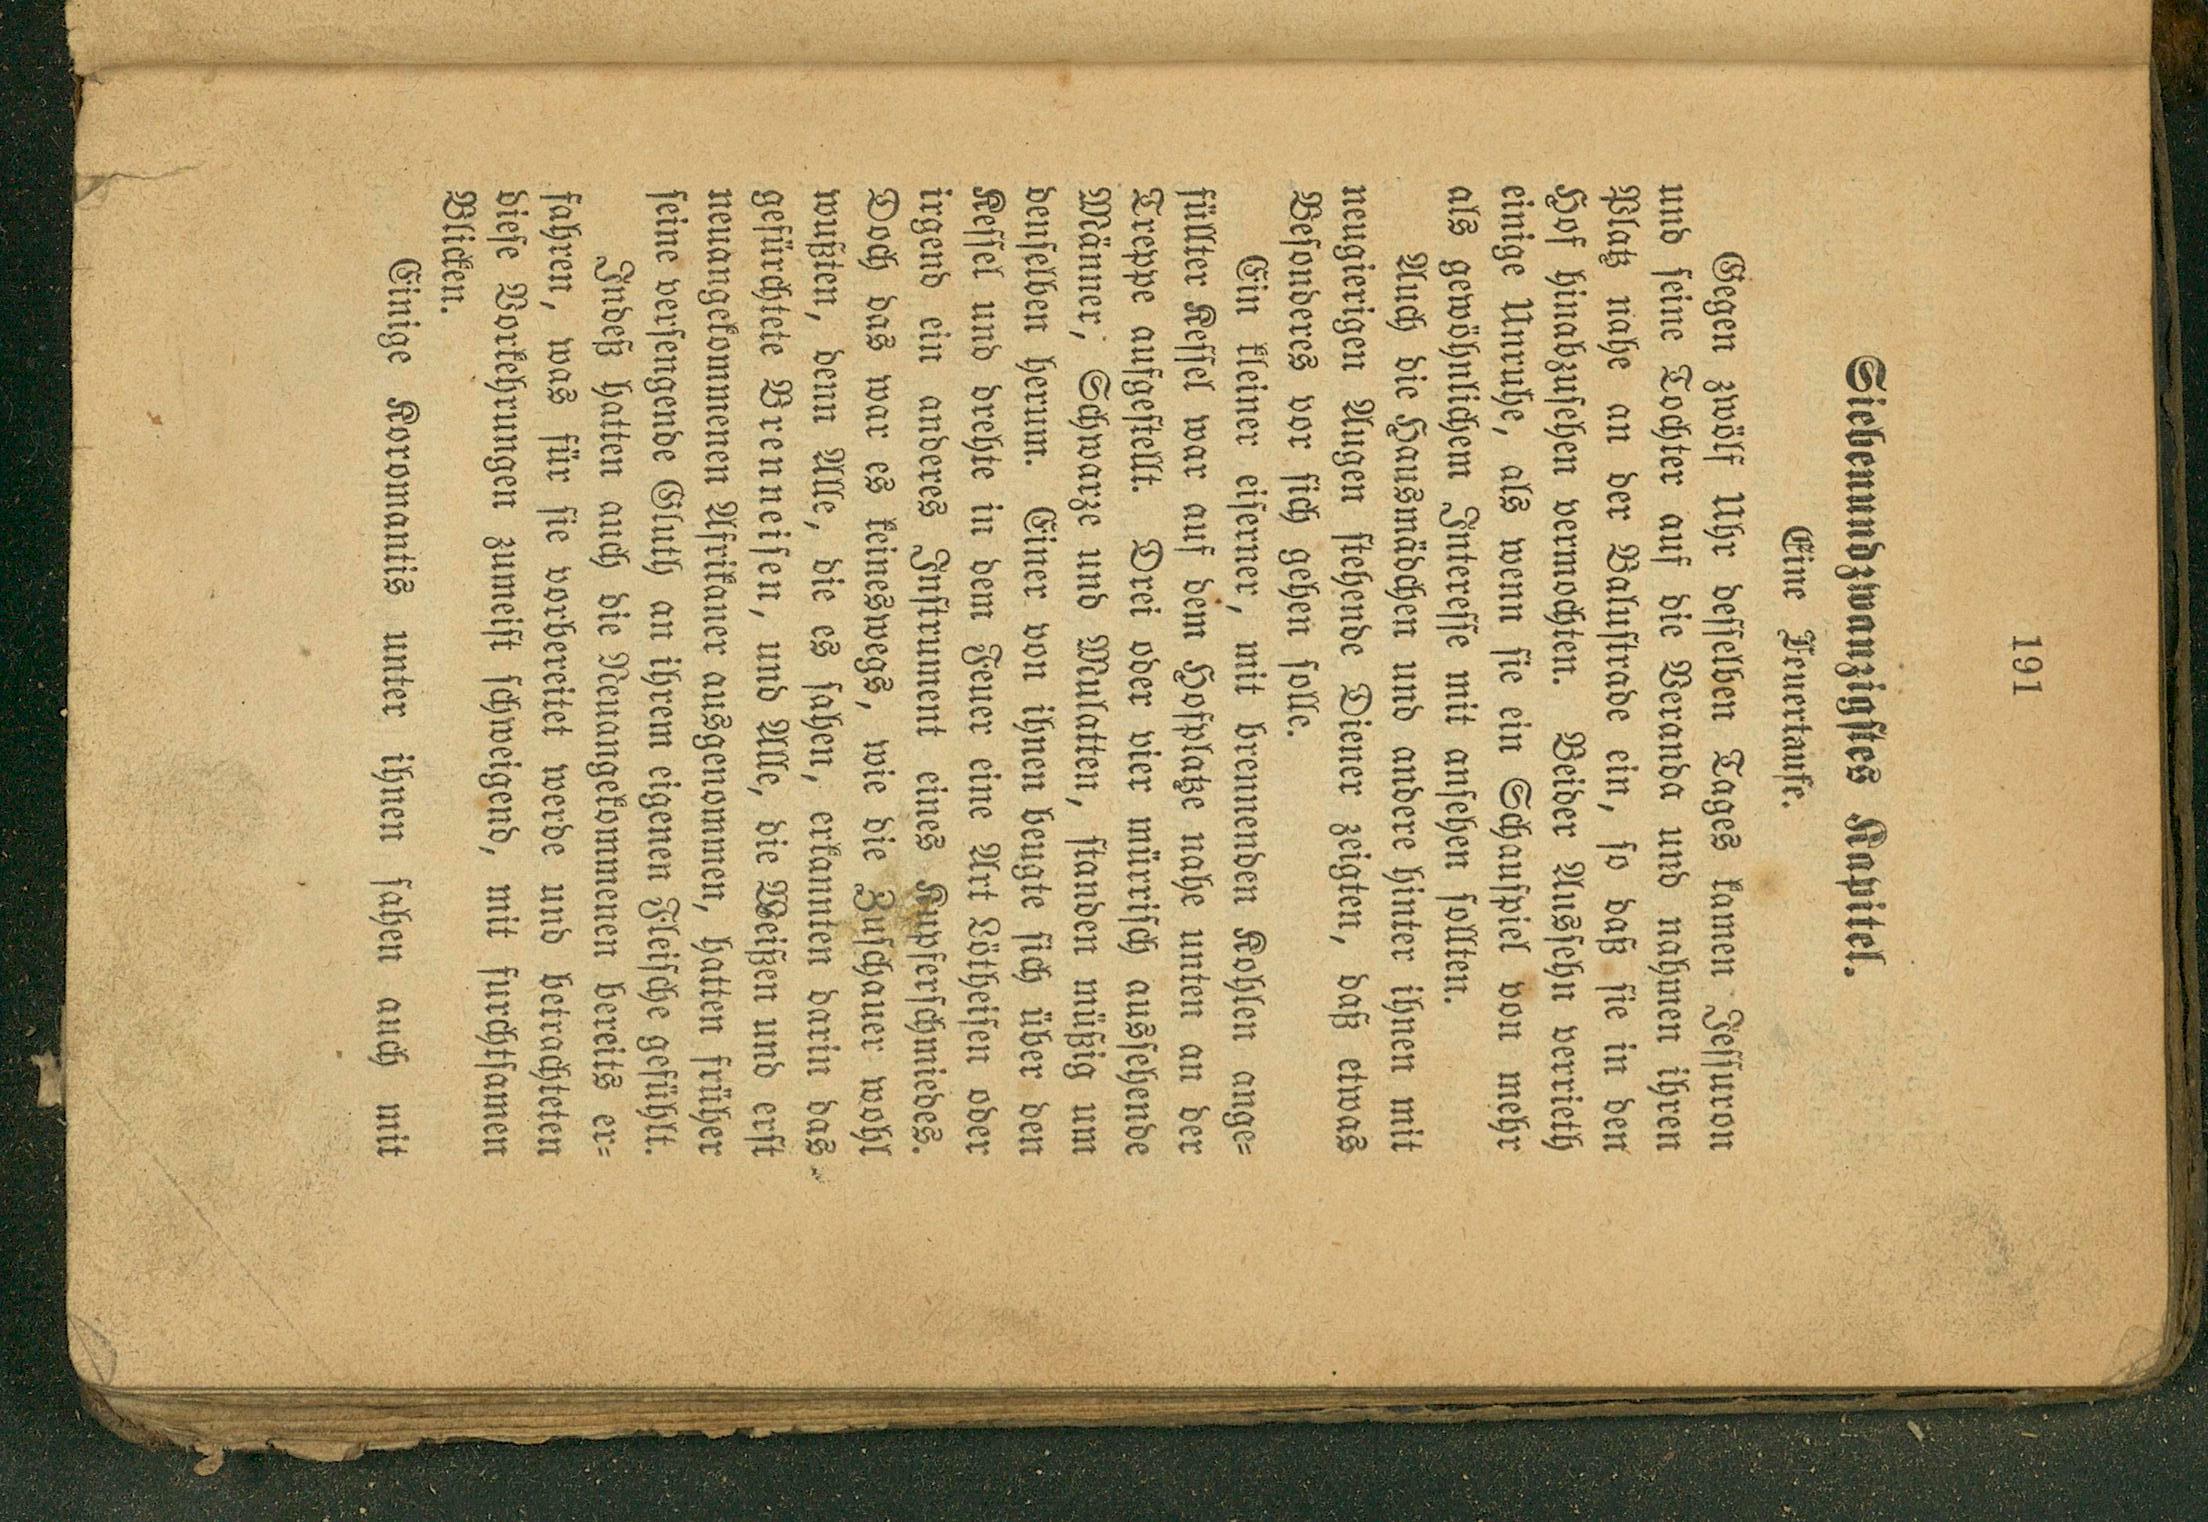 191
Siebenundzwanzigstes Kapitel.
Eine Feuertaufe.
Gegen zwölf Uhr desselben Tages kamen Jessuron
und seine Tochter auf die Veranda und nahmen ihren
Platz nahe an der Balustrade ein, so daß sie in den
Hof hinabzusehen vermochten. Beider Aussehn verrieth
einige Unruhe, als wenn sie ein Schauspiel von mehr
als gewöhnlichem Interesse mit ansehen sollten.
Auch die Hausmädchen und andere hinter ihnen mit
neugierigen Augen stehende Diener zeigten, daß etwas
Besonderes vor sich gehen solle.
Ein kleiner eiserner, mit brennenden Kohlen ange=
füllter Kessel war auf dem Hofplatze nahe unten an der
Treppe aufgestellt. Drei oder vier mürrisch aussehende
Männer, Schwarze und Mulatten, standen müßig um
denselben herum. Einer von ihnen beugte sich über den
Kessel und drehte in dem Feuer eine Art Lötheisen oder
irgend ein anderes Instrument eines Kupferschmiedes.
Doch das war es keineswegs, wie die Zuschauer wohl
wußten, denn Alle, die es sahen, erkannten darin das
gefürchtete Brenneisen, und Alle, die Weißen und erst
neuangekommenen Afrikaner ausgenommen, hatten früher
seine versengende Gluth an ihrem eigenen Fleische gefühlt.
Indeß hatten auch die Neuangekommenen bereits er=
fahren, was für sie vorbereitet werde und betrachteten
diese Vorkehrungen zumeist schweigend, mit furchtsamen
Blicken.
Einige Koromantis unter ihnen sahen auch mit